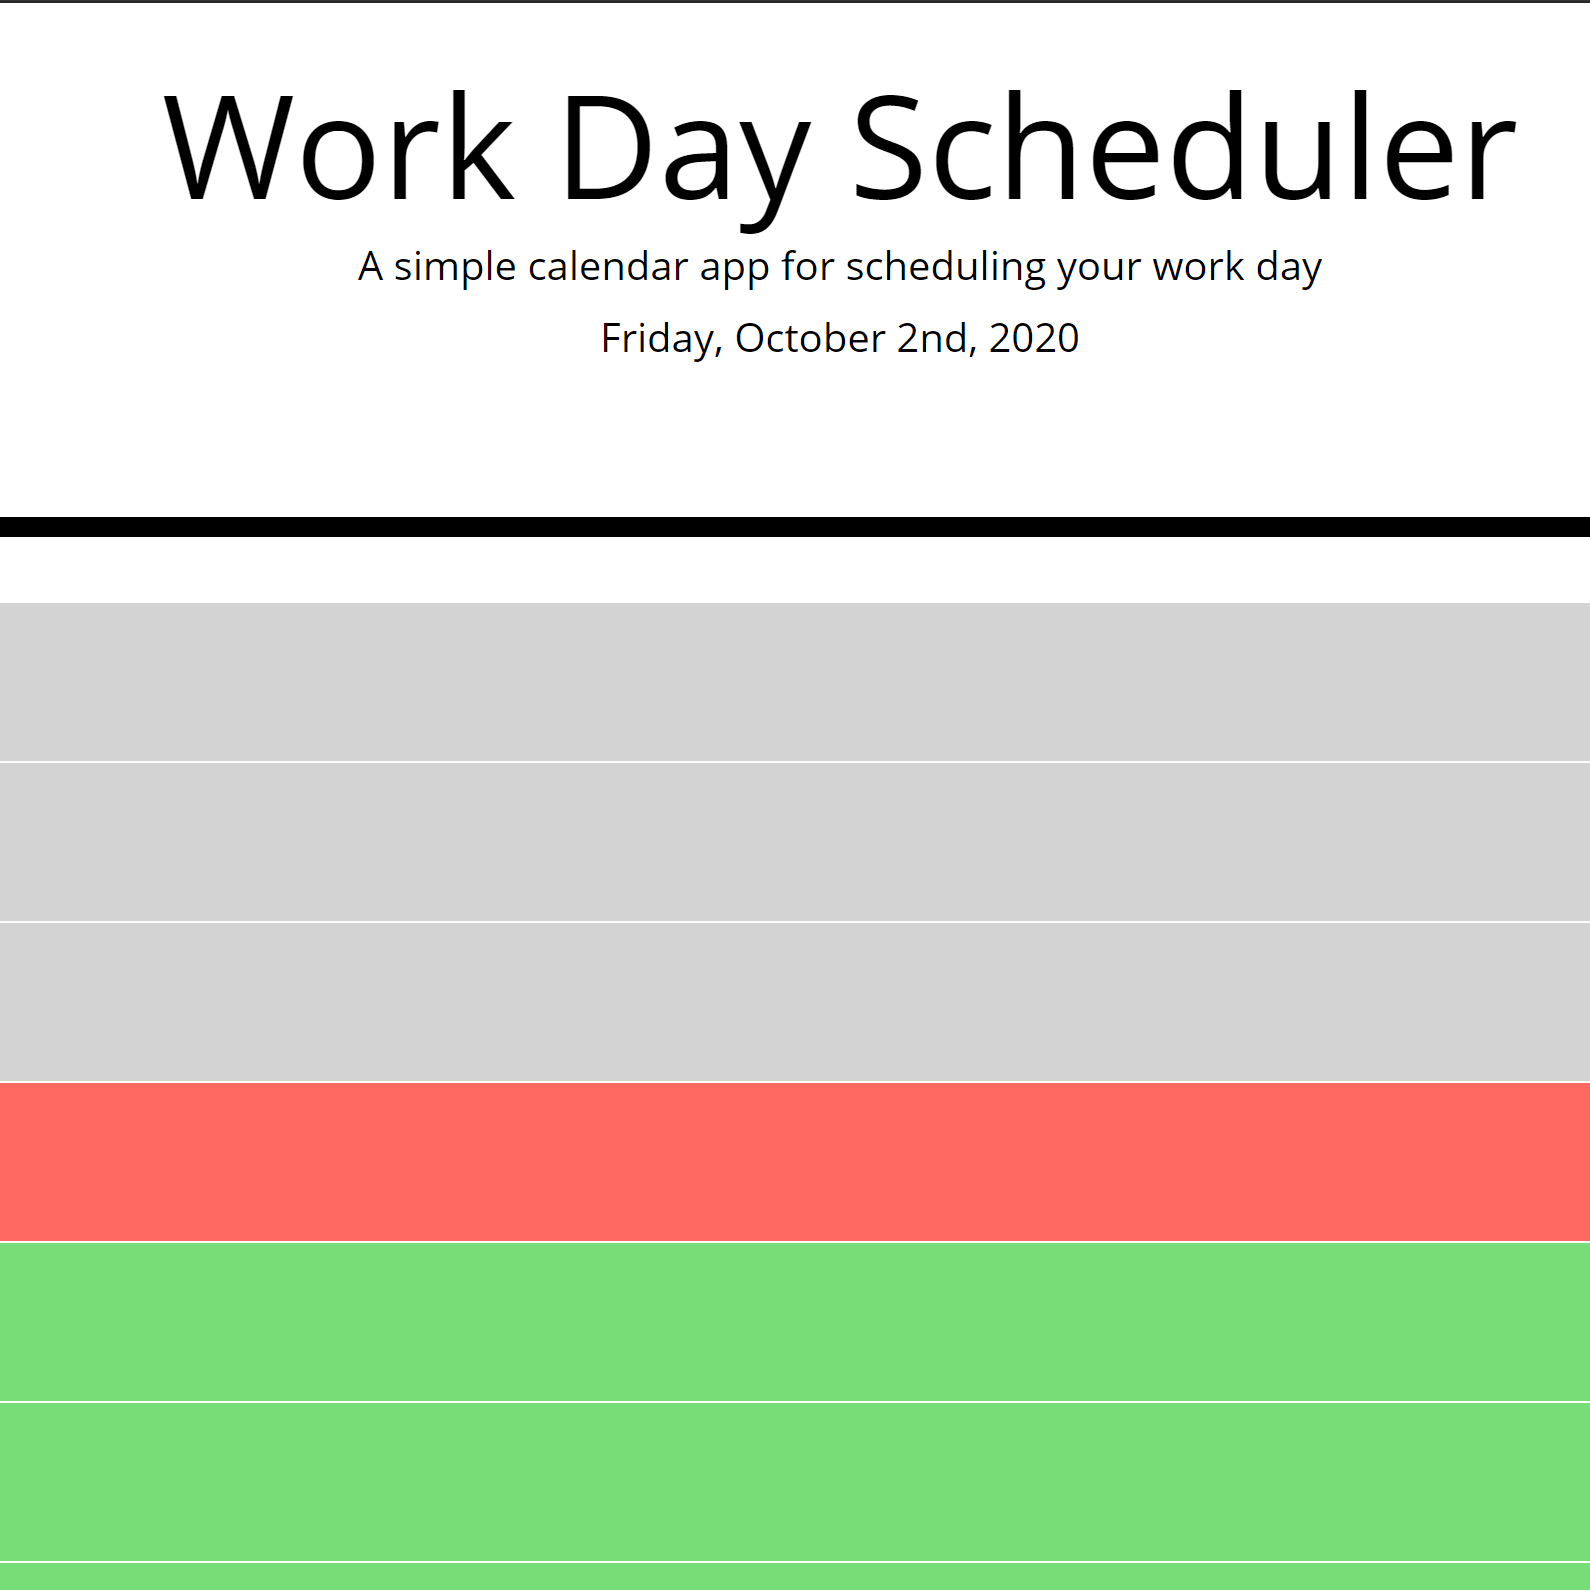 Work Day Scheduler
A simple calendar app for scheduling your work day
Friday, October 2nd, 2020